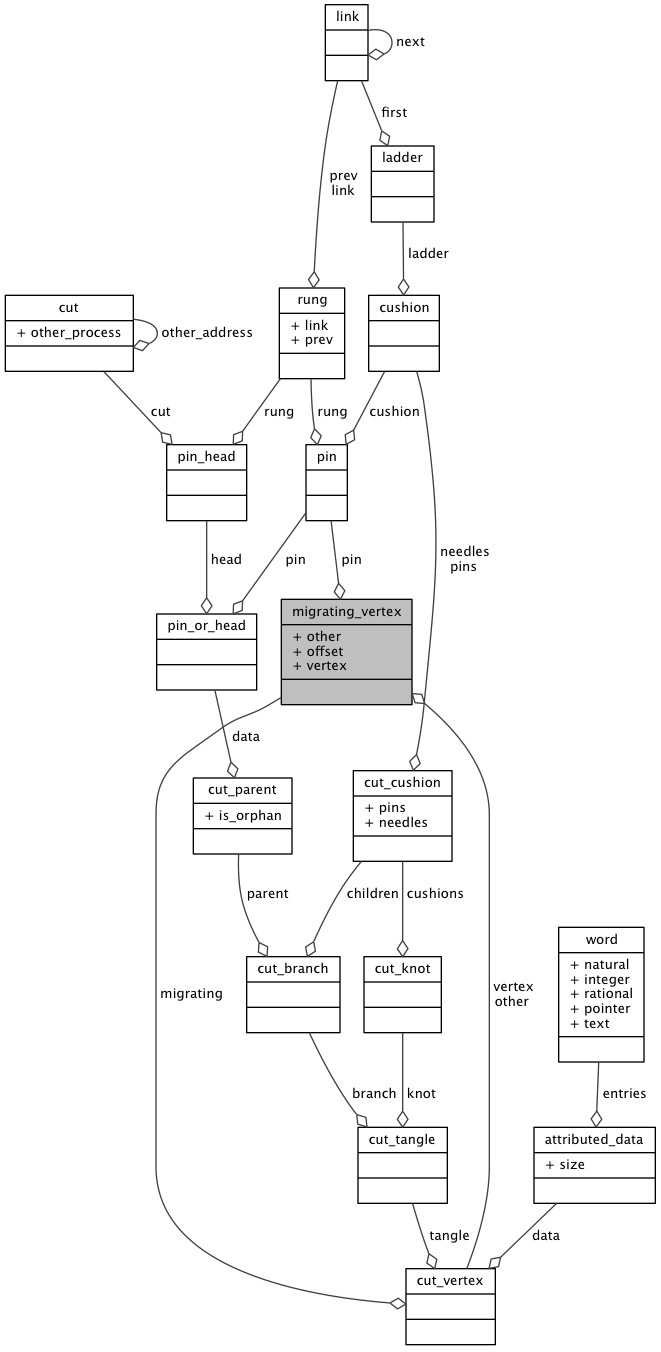 link
next
first
ladder
prev
link
ladder
rung
+ link
+ prev
cushion
cut
+ other_process
other_address
cut
rung
rung
cushion
pin_head
pin
needles
pins
head
pin
pin
migrating_vertex
+ other
+ offset
+ vertex
pin_or_head
data
cut_parent
+ is_orphan
cut_cushion
+ pins
+ needles
parent
children
cushions
cut_branch
cut_knot
word
+ natural
+ integer
+ rational
+ pointer
+ text
migrating
vertex
other
branch
knot
entries
cut_tangle
attributed_data
+ size
tangle
data
cut_vertex